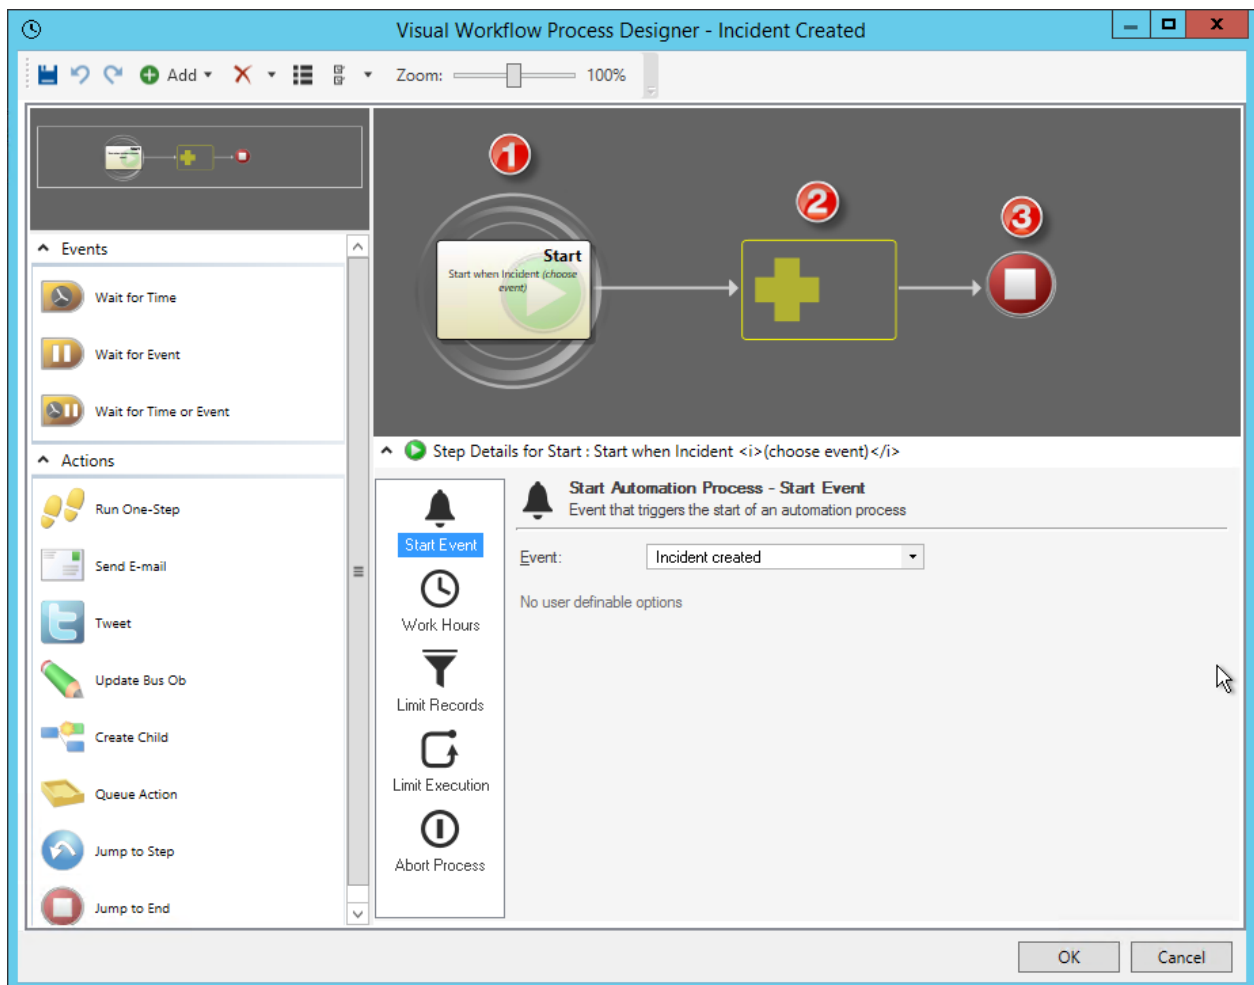 Visual Workflow Process Designer - Incident Created
Add
Zoom:
100%
1
2
3
Start
Start when Incident (choose
event)
Events
Wait for Time
Wait for Event
Wait for Time or Event
Actions
Run One-Step
Send E-mail
Tweet
Update Bus Ob
Create Child
Queue Action
Jump to Step
Jump to End
Step Details for Start : Start when Incident <i>(choose event)</i>
Start Event
Work Hours
Limit Records
Limit Execution
Abort Process
Start Automation Process - Start Event
Event that triggers the start of an automation process
Event:
Incident created
No user definable options
OK
Cancel